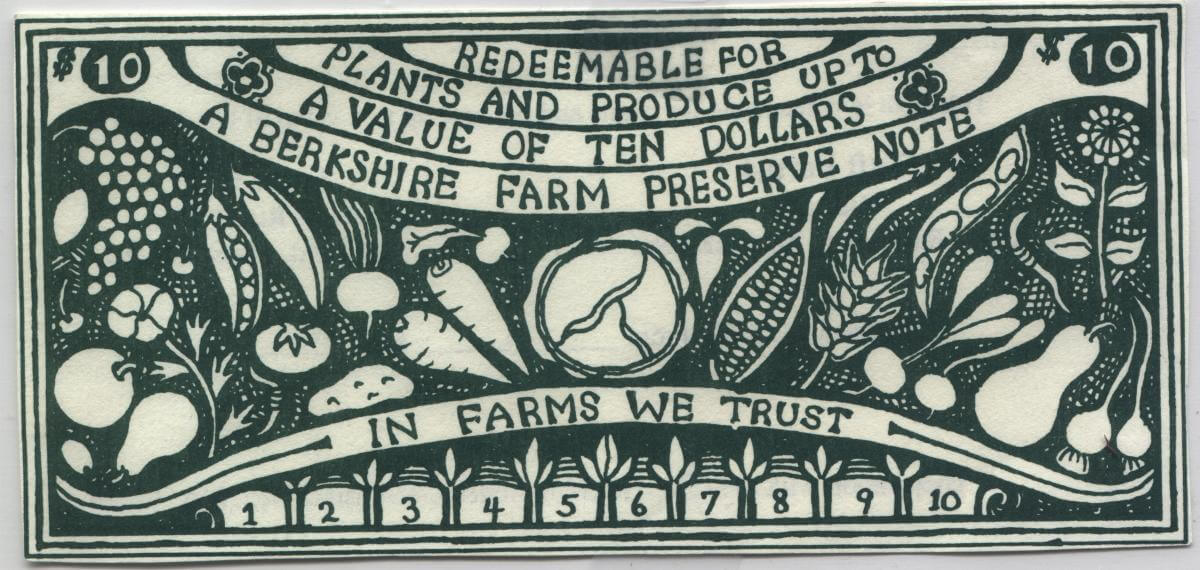 $ 10
$ 10
REDEEMABLE FOR
PLANTS AND PRODUCE UP TO
A VALUE OF TEN DOLLARS
A BERKSHIRE FARM PRESERVE NOTE
IN FARMS WE TRUST
1 2 3 4 5 6 7 8 9 10